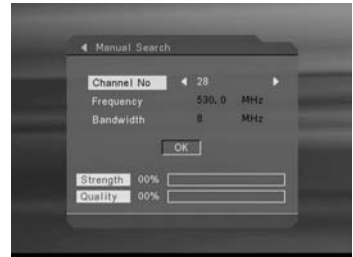 Manual Search
Channel No 28
Frequency 530.0 MHz
Bandwidth 8 MHz
OK
Strength 00%
Quality 00%